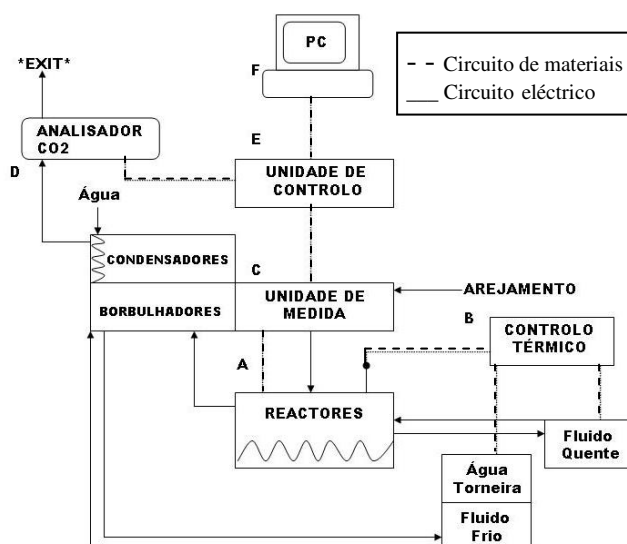 PC
- - Circuito de materiais
___ Circuito eléctrico
*EXIT*
F
ANALISADOR
CO2
E
D
UNIDADE DE
CONTROLO
Água
CONDENSADORES
C
BORBULHADORES
UNIDADE DE
MEDIDA
AREJAMENTO
B
CONTROLO
TÉRMICO
A
REACTORES
Fluido
Quente
Água
Torneira
Fluido
Frio